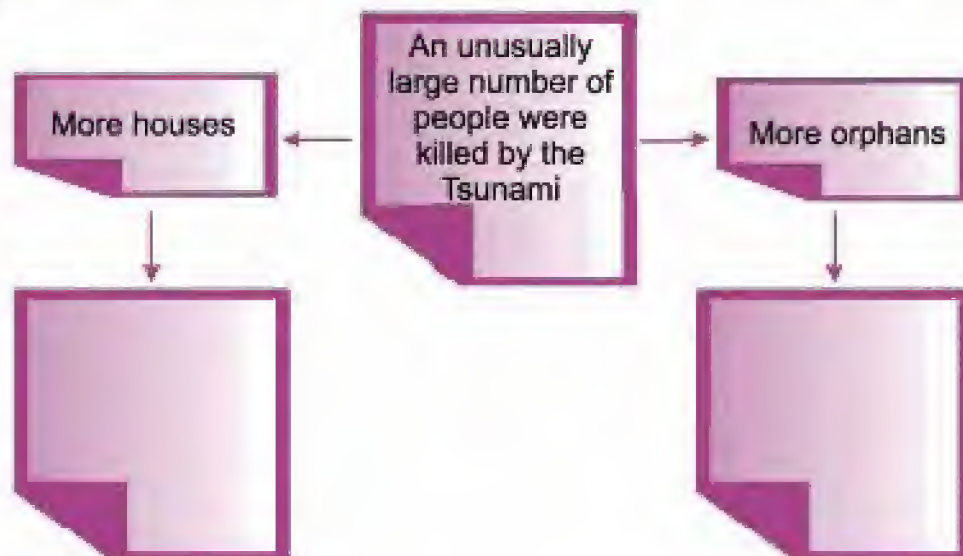 An unusually
large number of
people were
killed by the
Tsunami
More houses
More orphans